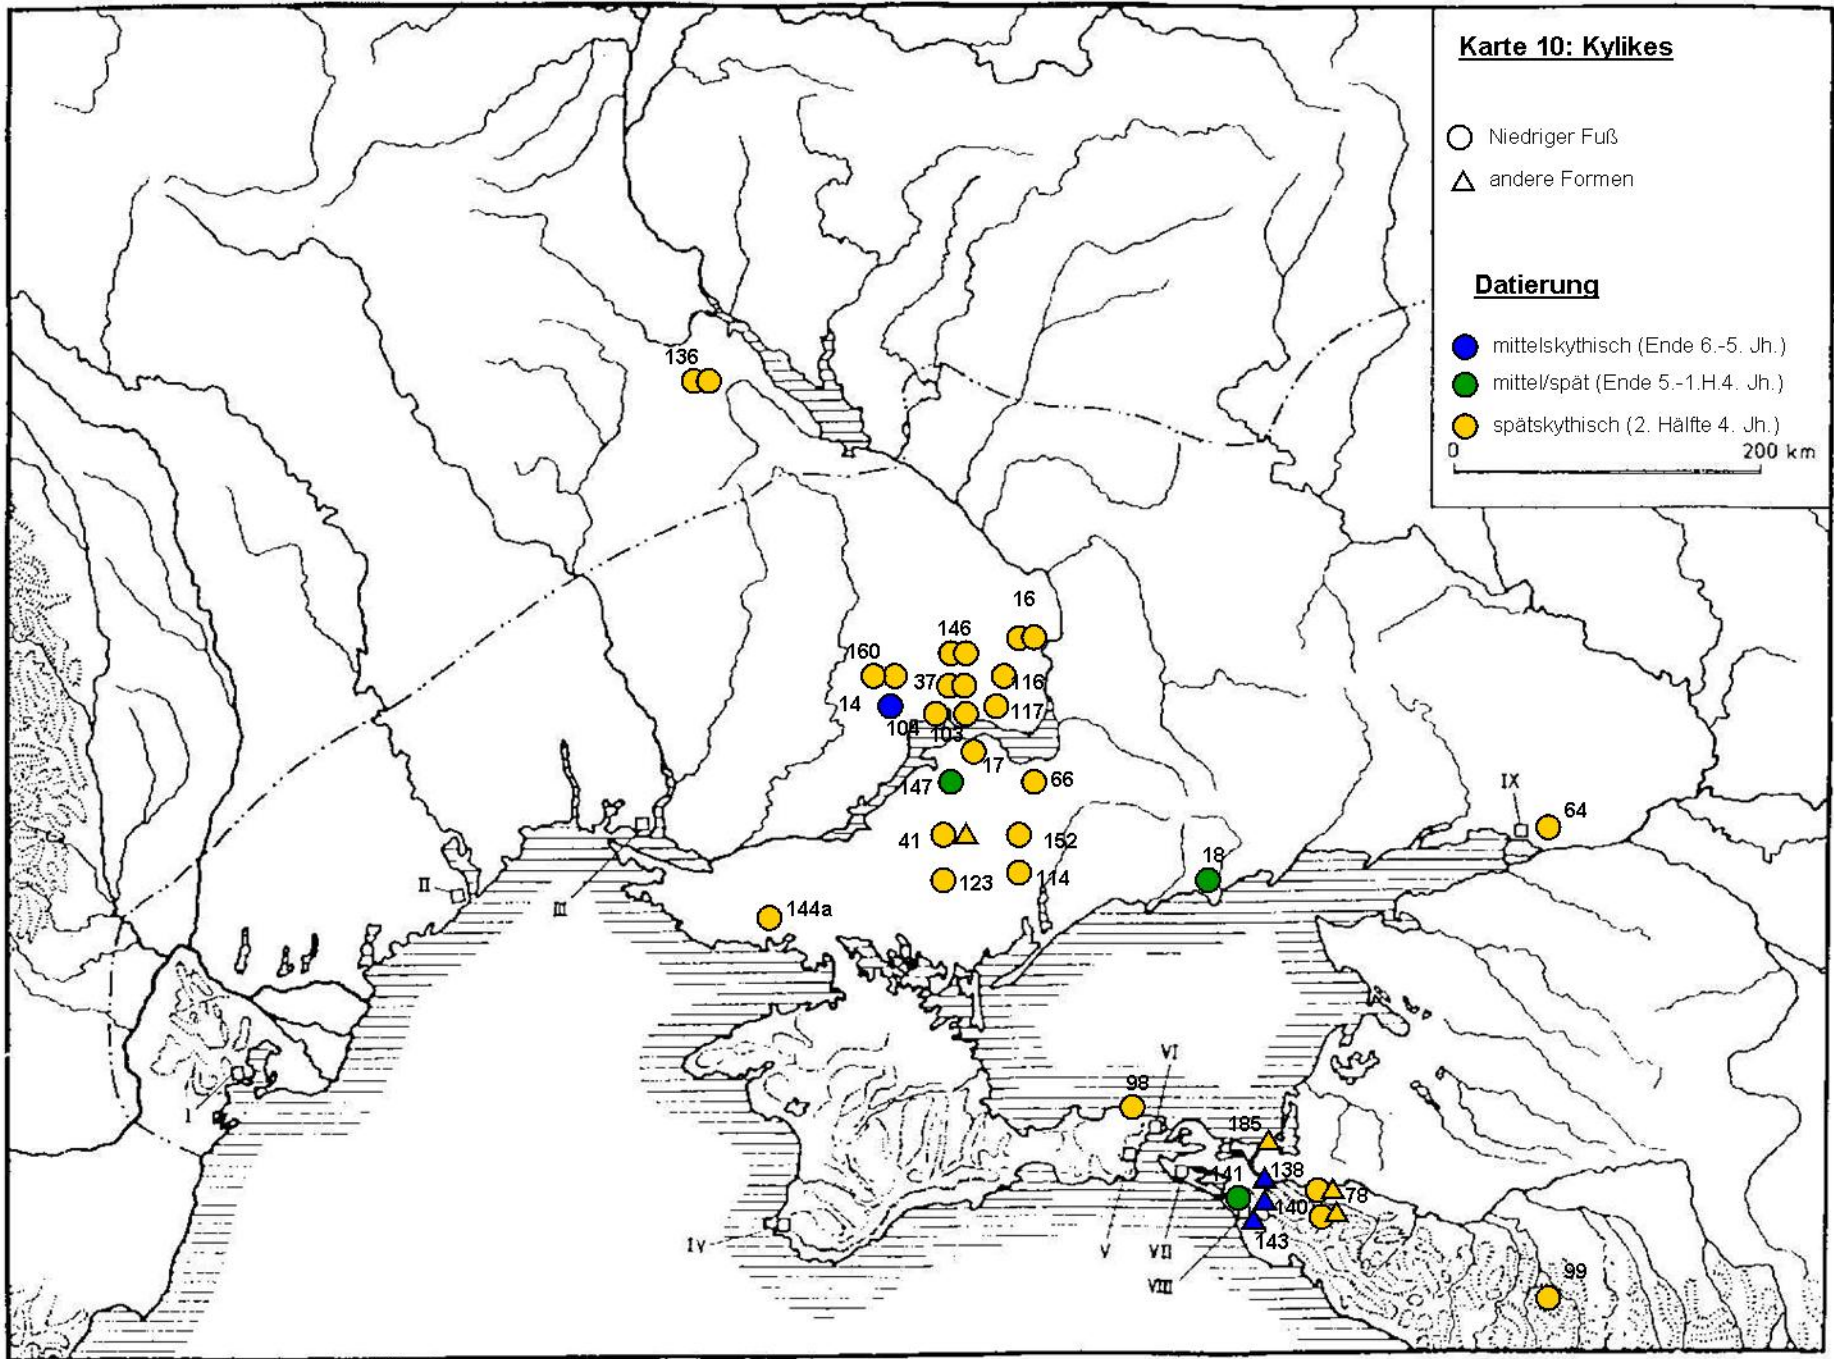 Karte 10: Kylikes
Niedriger Fuß
andere Formen
Datierung
mittelskythisch (Ende 6.-5. Jh.)
mittel/spät (Ende 5.-1.H.4. Jh.)
spätskythisch (2. Hälfte 4. Jh.)
0 200 km
136
16
146
160
37
116
14
117
104
103
17
147
66
IX
64
41
152
18
II
123
114
III
144a
VI
98
I
185
141
138
78
140
IV
V
VII
143
VIII
99